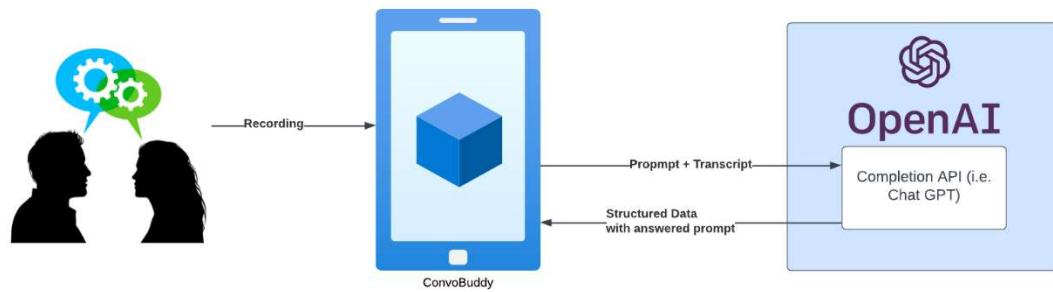 Recording
ConvoBuddy
Propmpt + Transcript
Structured Data
with answered prompt
OpenAI
Completion API (i.e.
Chat GPT)